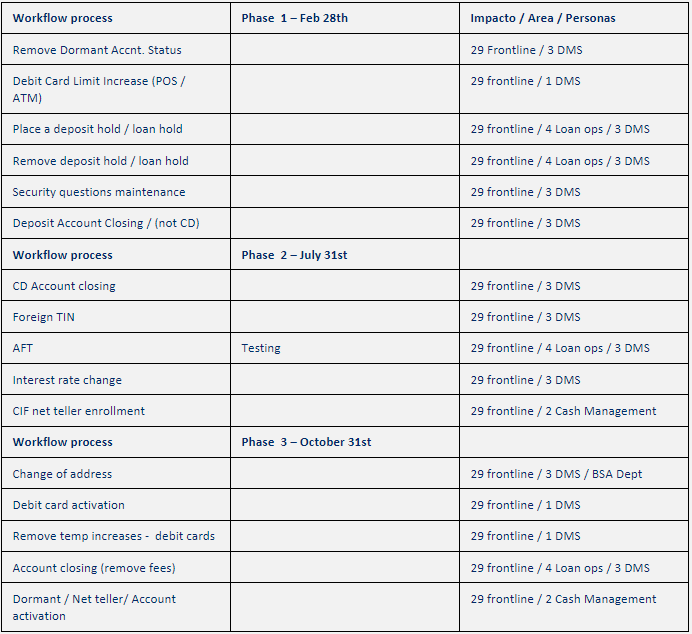 Workflow process Phase 1 – Feb 28th Impacto / Area / Personas
Remove Dormant Accnt. Status 29 Frontline / 3 DMS
Debit Card Limit Increase (POS / 29 frontline / 1 DMS
ATM)
Place a deposit hold / loan hold 29 frontline / 4 Loan ops / 3 DMS
Remove deposit hold / loan hold 29 frontline / 4 Loan ops / 3 DMS
Security questions maintenance 29 frontline / 3 DMS
Deposit Account Closing / (not CD) 29 frontline / 3 DMS
Workflow process Phase 2 – July 31st
CD Account closing 29 frontline / 3 DMS
Foreign TIN 29 frontline / 3 DMS
AFT Testing 29 frontline / 4 Loan ops / 3 DMS
Interest rate change 29 frontline / 3 DMS
CIF net teller enrollment 29 frontline / 2 Cash Management
Workflow process Phase 3 – October 31st
Change of address 29 frontline / 3 DMS / BSA Dept
Debit card activation 29 frontline / 1 DMS
Remove temp increases - debit cards 29 frontline / 1 DMS
Account closing (remove fees) 29 frontline / 4 Loan ops / 3 DMS
Dormant / Net teller/ Account 29 frontline / 2 Cash Management
activation